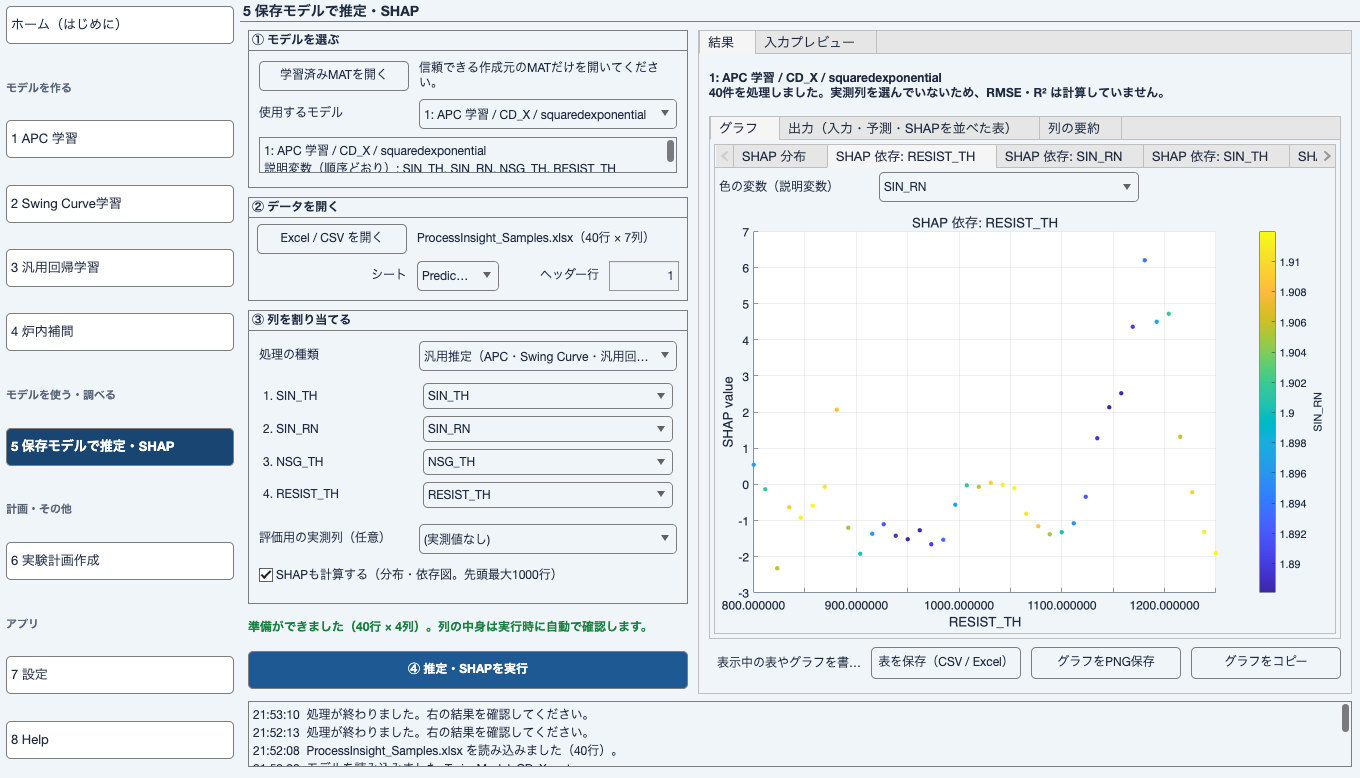 ホーム（はじめに）
モデルを作る
1 APC 学習
2 Swing Curve学習
3 汎用回帰学習
4 炉内補間
モデルを使う・調べる
5 保存モデルで推定・SHAP
計画・その他
6 実験計画作成
アプリ
7 設定
8 Help
5 保存モデルで推定・SHAP
① モデルを選ぶ
学習済みMATを開く
信頼できる作成元のMATだけを開いてくださ
い。
使用するモデル
1: APC 学習 / CD_X / squaredexponential
1: APC 学習 / CD_X / squaredexponential
説明変数（順序どおり）: SIN_TH, SIN_RN, NSG_TH, RESIST_TH
② データを開く
Excel / CSV を開く
ProcessInsight_Samples.xlsx（40行 × 7列）
シート
Predic...
ヘッダー行
1
③ 列を割り当てる
処理の種類
汎用推定（APC・Swing Curve・汎用回...
1. SIN_TH
SIN_TH
2. SIN_RN
SIN_RN
3. NSG_TH
NSG_TH
4. RESIST_TH
RESIST_TH
評価用の実測列（任意）
(実測値なし)
SHAPも計算する（分布・依存図。先頭最大1000行）
準備ができました（40行 × 4列）。列の中身は実行時に自動で確認します。
④ 推定・SHAPを実行
結果
入力プレビュー
1: APC 学習 / CD_X / squaredexponential
40件を処理しました。実測列を選んでいないため、RMSE・R² は計算していません。
グラフ
出力（入力・予測・SHAPを並べた表）
列の要約
SHAP 分布
SHAP 依存: RESIST_TH
SHAP 依存: SIN_RN
SHAP 依存: SIN_TH
色の変数（説明変数）
SIN_RN
SHAP 依存: RESIST_TH
7
6
5
4
3
2
1
0
-1
-2
-3
SHAP value
800.000000
900.000000
1000.000000
1100.000000
1200.000000
RESIST_TH
1.91
1.908
1.906
1.904
1.902
1.9
1.898
1.896
1.894
1.892
1.89
SIN_RN
表示中の表やグラフを書...
表を保存（CSV / Excel）
グラフをPNG保存
グラフをコピー
21:53:10 処理が終わりました。右の結果を確認してください。
21:52:13 処理が終わりました。右の結果を確認してください。
21:52:08 ProcessInsight_Samples.xlsx を読み込みました（40行）。